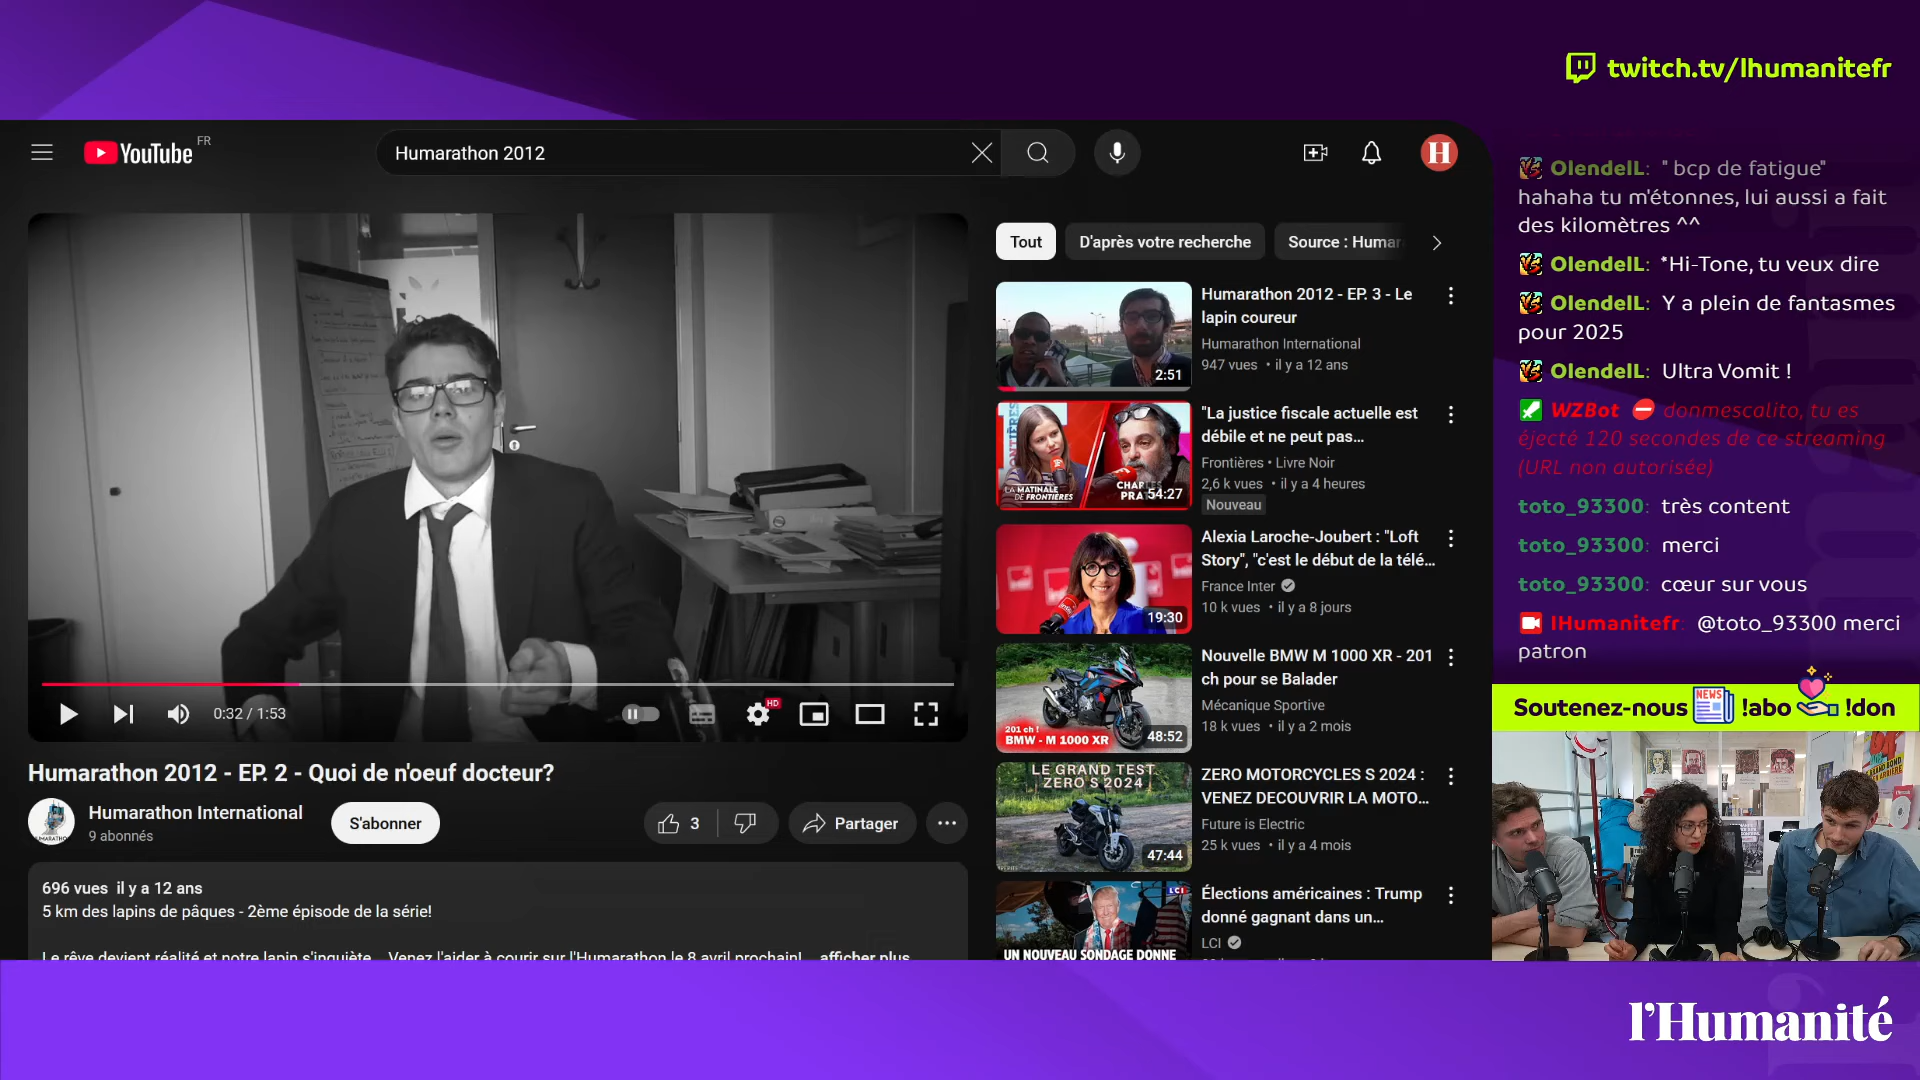 twitch.tv/lhumanitefr
YouTube FR
Humarathon 2012
H
0:32 / 1:53
HD
Humarathon 2012 - EP. 2 - Quoi de n'oeuf docteur?
Humarathon International
9 abonnés
S'abonner
3
Partager
696 vues il y a 12 ans
5 km des lapins de pâques - 2ème épisode de la série!
Le rêve devient réalité et notre lapin s'inquiète... Venez l'aider à courir sur l'Humarathon le 8 avril prochain! ...afficher plus
Tout
D'après votre recherche
Source : Humar
2:51
Humarathon 2012 - EP. 3 - Le
lapin coureur
Humarathon International
947 vues • il y a 12 ans
LA MATINALE
DE FRONTIÈRES
54:27
"La justice fiscale actuelle est
débile et ne peut pas...
Frontières • Livre Noir
2,6 k vues • il y a 4 heures
Nouveau
19:30
Alexia Laroche-Joubert : "Loft
Story", "c'est le début de la télé...
France Inter
10 k vues • il y a 8 jours
201 ch !
BMW - M 1000 XR
48:52
Nouvelle BMW M 1000 XR - 201
ch pour se Balader
Mécanique Sportive
18 k vues • il y a 2 mois
LE GRAND TEST
ZERO S 2024
47:44
ZERO MOTORCYCLES S 2024 :
VENEZ DECOUVRIR LA MOTO...
Future is Electric
25 k vues • il y a 4 mois
LCI
UN NOUVEAU SONDAGE DONNE
Élections américaines : Trump
donné gagnant dans un...
LCI
OlendelL: " bcp de fatigue"
hahaha tu m'étonnes, lui aussi a fait
des kilomètres ^^
OlendelL: *Hi-Tone, tu veux dire
OlendelL: Y a plein de fantasmes
pour 2025
OlendelL: Ultra Vomit !
WZBot donmescalito, tu es
éjecté 120 secondes de ce streaming
(URL non autorisée)
toto_93300: très content
toto_93300: merci
toto_93300: cœur sur vous
lHumanitefr: @toto_93300 merci
patron
Soutenez-nous NEWS !abo !don
l'Humanité